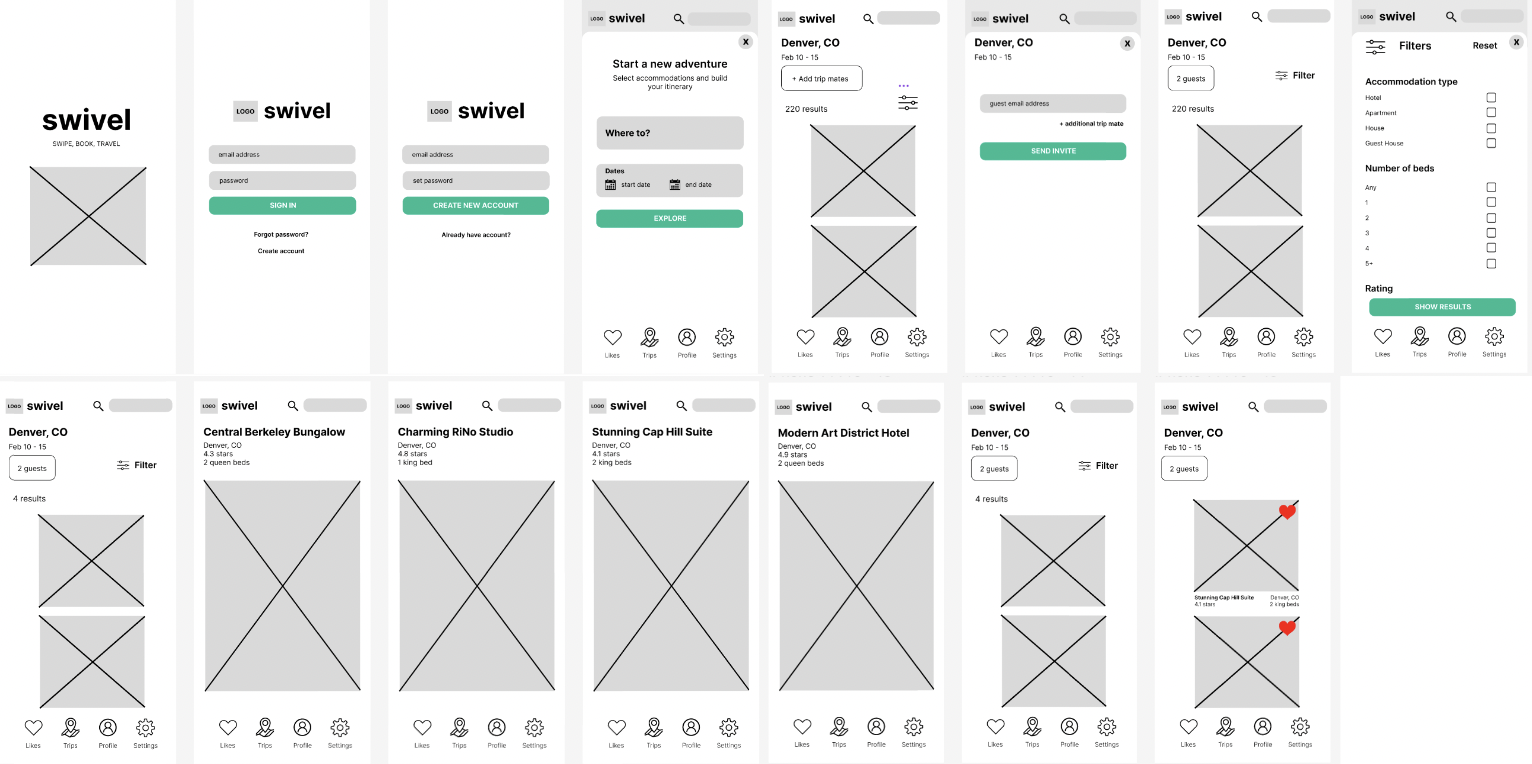 swivel
SWIPE, BOOK, TRAVEL
LOGO swivel
email address
password
SIGN IN
Forgot password?
Create account
LOGO swivel
email address
set password
CREATE NEW ACCOUNT
Already have account?
LOGO swivel
X
Start a new adventure
Select accommodations and build
your itinerary
Where to?
Dates
start date end date
EXPLORE
Likes Trips Profile Settings
LOGO swivel
Denver, CO
Feb 10 - 15
+ Add trip mates
220 results
Likes Trips Profile Settings
LOGO swivel
Denver, CO X
Feb 10 - 15
guest email address
+ additional trip mate
SEND INVITE
Likes Trips Profile Settings
LOGO swivel
Denver, CO
Feb 10 - 15
2 guests Filter
220 results
Likes Trips Profile Settings
LOGO swivel
Filters Reset X
Accommodation type
Hotel
Apartment
House
Guest House
Number of beds
Any
1
2
3
4
5+
Rating
SHOW RESULTS
Likes Trips Profile Settings
LOGO swivel
Denver, CO
Feb 10 - 15
2 guests Filter
4 results
Likes Trips Profile Settings
LOGO swivel
Central Berkeley Bungalow
Denver, CO
4.3 stars
2 queen beds
Likes Trips Profile Settings
LOGO swivel
Charming RiNo Studio
Denver, CO
4.8 stars
1 king bed
Likes Trips Profile Settings
LOGO swivel
Stunning Cap Hill Suite
Denver, CO
4.1 stars
2 king beds
Likes Trips Profile Settings
LOGO swivel
Modern Art District Hotel
Denver, CO
4.9 stars
2 queen beds
Likes Trips Profile Settings
LOGO swivel
Denver, CO
Feb 10 - 15
2 guests Filter
4 results
Likes Trips Profile Settings
LOGO swivel
Denver, CO
Feb 10 - 15
2 guests
Stunning Cap Hill Suite Denver, CO
4.1 stars 2 king beds
Likes Trips Profile Settings